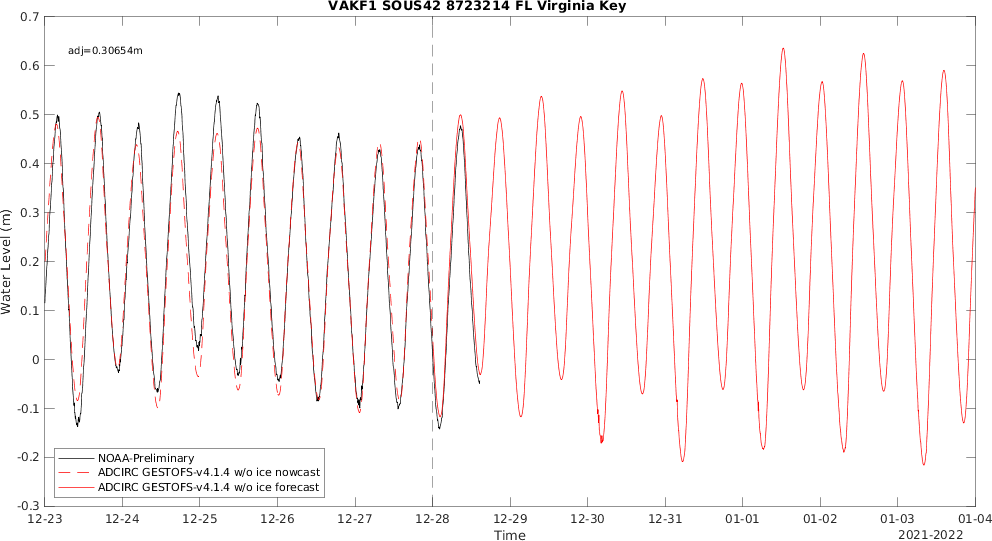 VAKF1 SOUS42 8723214 FL Virginia Key
adj=0.30654m
Water Level (m)
0.7
0.6
0.5
0.4
0.3
0.2
0.1
0
-0.1
-0.2
-0.3
NOAA-Preliminary
ADCIRC GESTOFS-v4.1.4 w/o ice nowcast
ADCIRC GESTOFS-v4.1.4 w/o ice forecast
12-23 12-24 12-25 12-26 12-27 12-28 12-29 12-30 12-31 01-01 01-02 01-03 01-04
Time
2021-2022